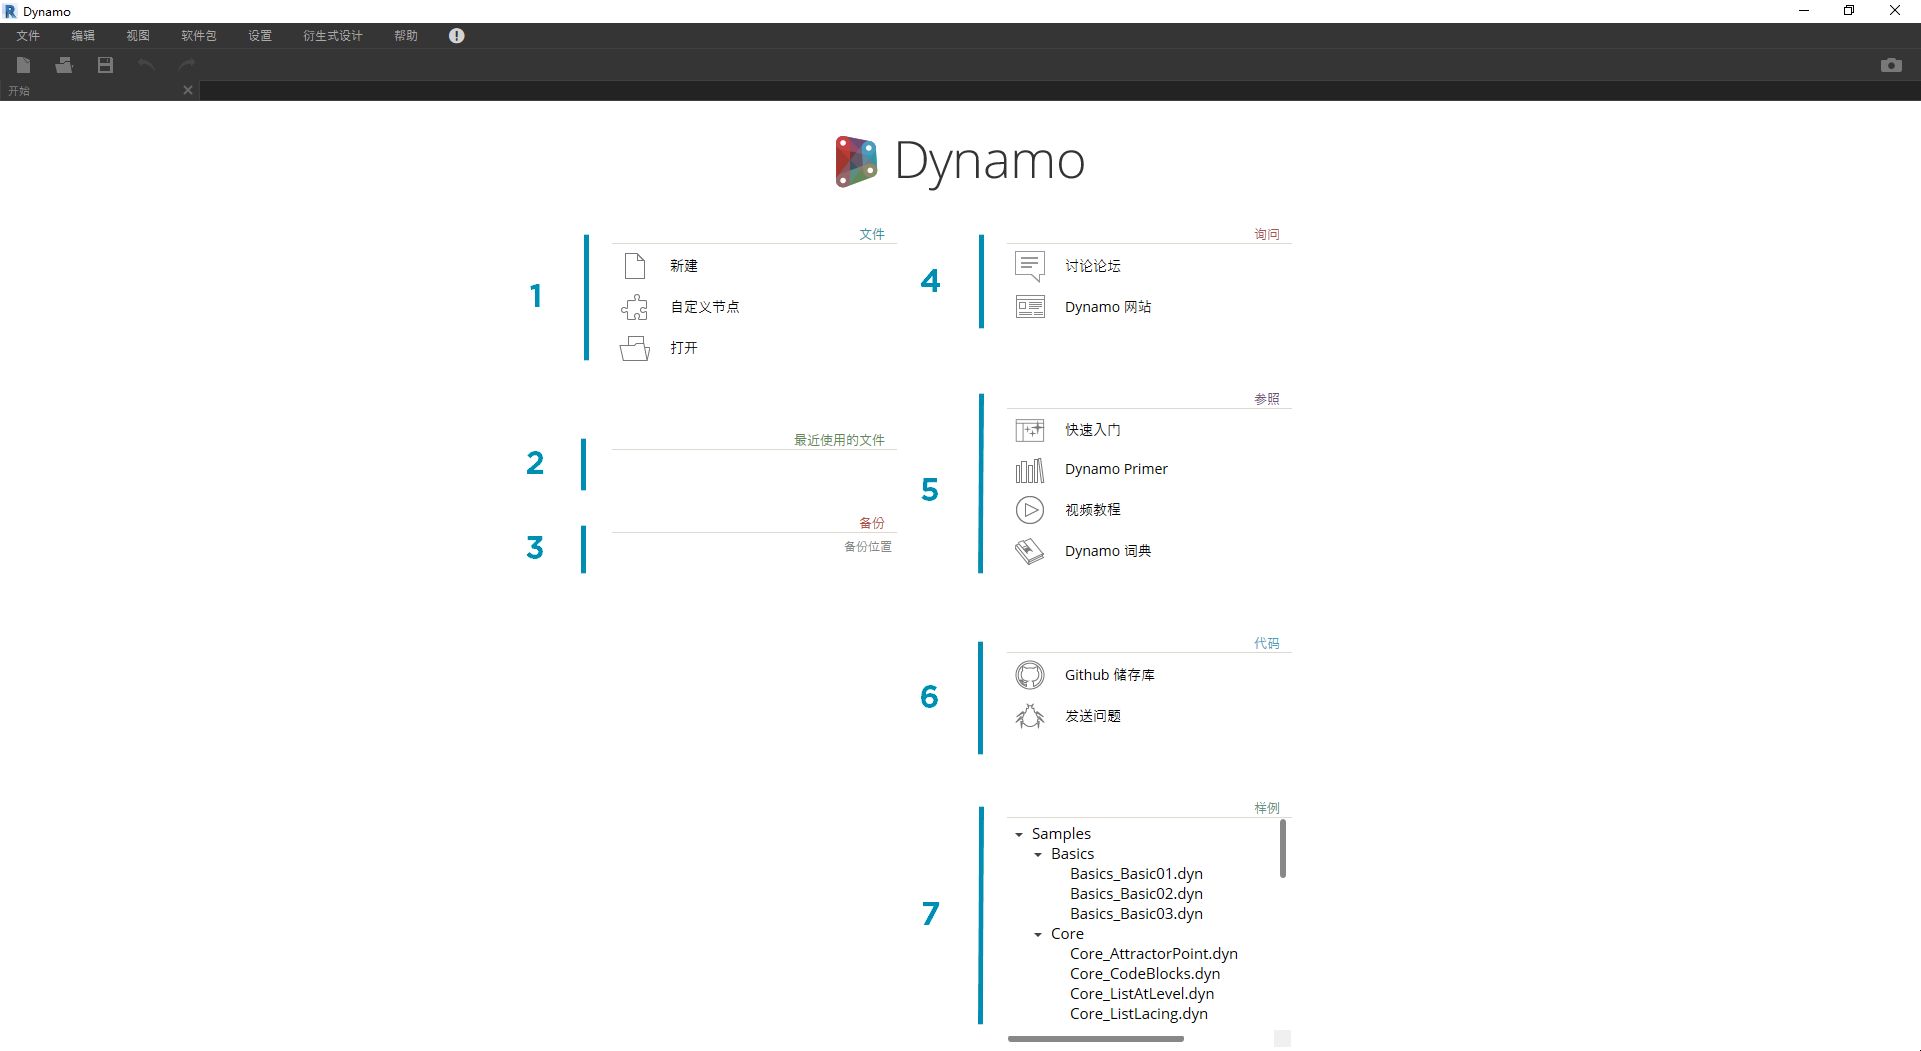 Dynamo
文件 编辑 视图 软件包 设置 衍生式设计 帮助
开始
Dynamo
1
文件
新建
自定义节点
打开
2
最近使用的文件
3
备份
备份位置
4
询问
讨论论坛
Dynamo 网站
5
参照
快速入门
Dynamo Primer
视频教程
Dynamo 词典
6
代码
Github 储存库
发送问题
7
样例
Samples
Basics
Basics_Basic01.dyn
Basics_Basic02.dyn
Basics_Basic03.dyn
Core
Core_AttractorPoint.dyn
Core_CodeBlocks.dyn
Core_ListAtLevel.dyn
Core_ListLacing.dyn